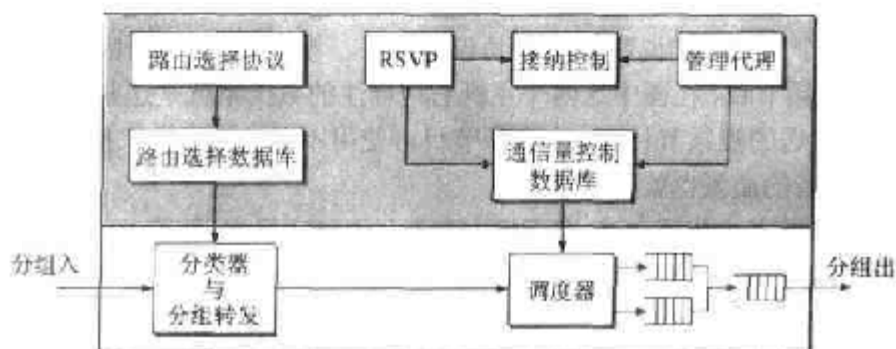 路由选择协议
RSVP
接纳控制
管理代理
路由选择数据库
通信量控制
数据库
分组入
分类器
与
分组转发
调度器
分组出